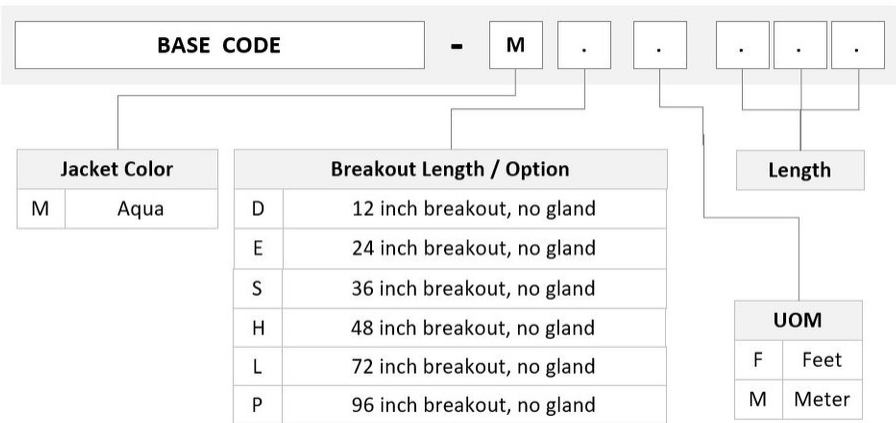 BASE CODE - M . . . . .
Jacket Color
M Aqua
Breakout Length / Option
D 12 inch breakout, no gland
E 24 inch breakout, no gland
S 36 inch breakout, no gland
H 48 inch breakout, no gland
L 72 inch breakout, no gland
P 96 inch breakout, no gland
Length
UOM
F Feet
M Meter